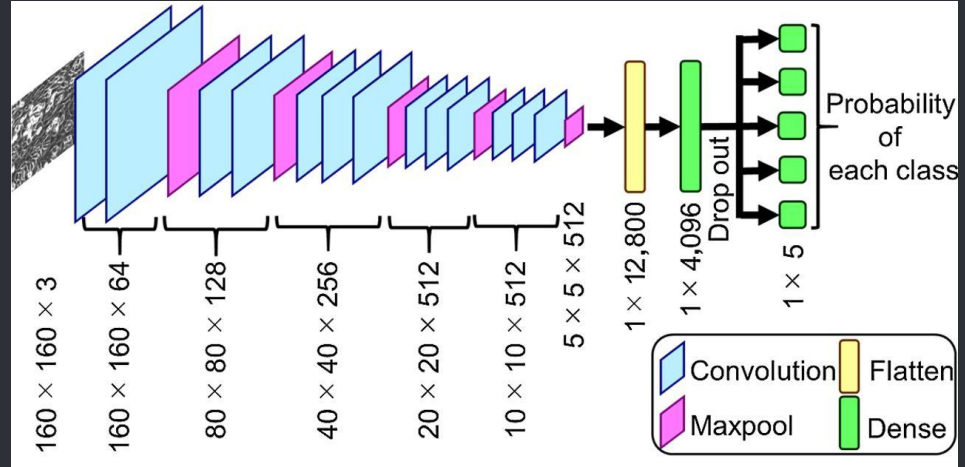 160 × 160 × 3
160 × 160 × 64
80 × 80 × 128
40 × 40 × 256
20 × 20 × 512
10 × 10 × 512
5 × 5 × 512
1 × 12,800
1 × 4,096
Drop out
1 × 5
Probability
of
each class
Convolution
Flatten
Maxpool
Dense